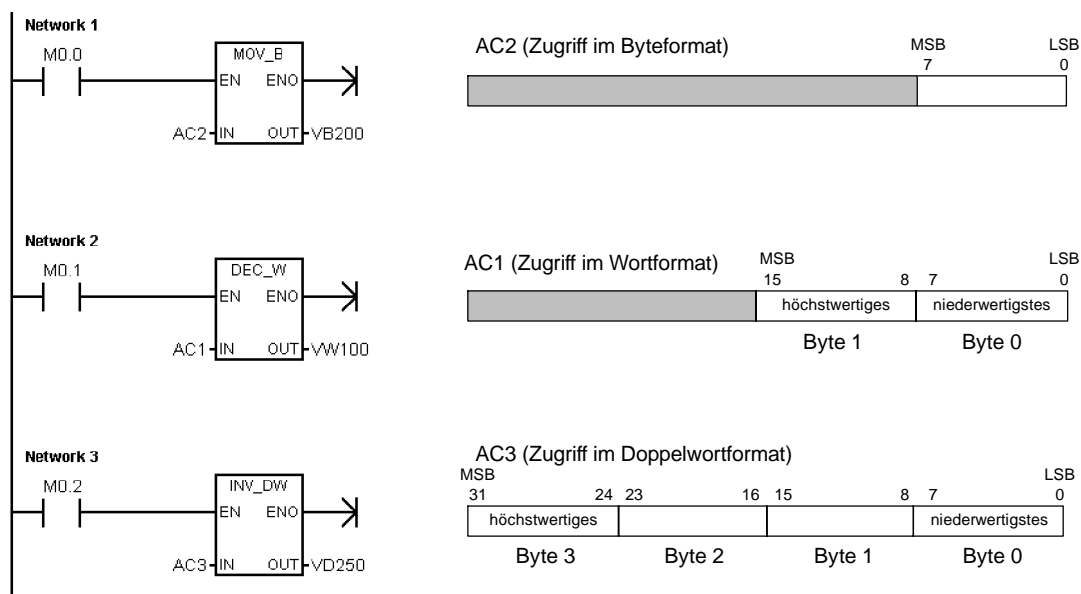 Network 1
M0.0
MOV_B
EN ENO
AC2 IN OUT VB200
AC2 (Zugriff im Byteformat)
MSB LSB
7 0
Network 2
M0.1
DEC_W
EN ENO
AC1 IN OUT VW100
AC1 (Zugriff im Wortformat)
MSB LSB
15 8 7 0
höchstwertiges niederwertigstes
Byte 1 Byte 0
Network 3
M0.2
INV_DW
EN ENO
AC3 IN OUT VD250
AC3 (Zugriff im Doppelwortformat)
MSB LSB
31 24 23 16 15 8 7 0
höchstwertiges niederwertigstes
Byte 3 Byte 2 Byte 1 Byte 0